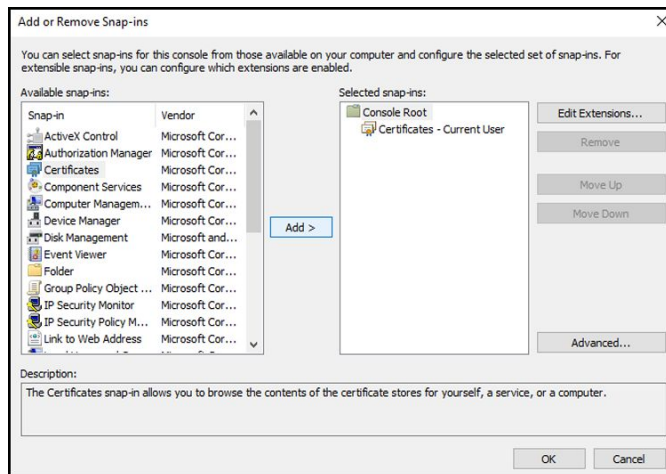 Add or Remove Snap-ins
You can select snap-ins for this console from those available on your computer and configure the selected set of snap-ins. For
extensible snap-ins, you can configure which extensions are enabled.
Available snap-ins:
Selected snap-ins:
Snap-in Vendor
ActiveX Control Microsoft Cor...
Authorization Manager Microsoft Cor...
Certificates Microsoft Cor...
Component Services Microsoft Cor...
Computer Managem... Microsoft Cor...
Device Manager Microsoft Cor...
Disk Management Microsoft and...
Event Viewer Microsoft Cor...
Folder Microsoft Cor...
Group Policy Object ... Microsoft Cor...
IP Security Monitor Microsoft Cor...
IP Security Policy M... Microsoft Cor...
Link to Web Address Microsoft Cor...
Add >
Console Root
Certificates - Current User
Edit Extensions...
Remove
Move Up
Move Down
Advanced...
Description:
The Certificates snap-in allows you to browse the contents of the certificate stores for yourself, a service, or a computer.
OK Cancel